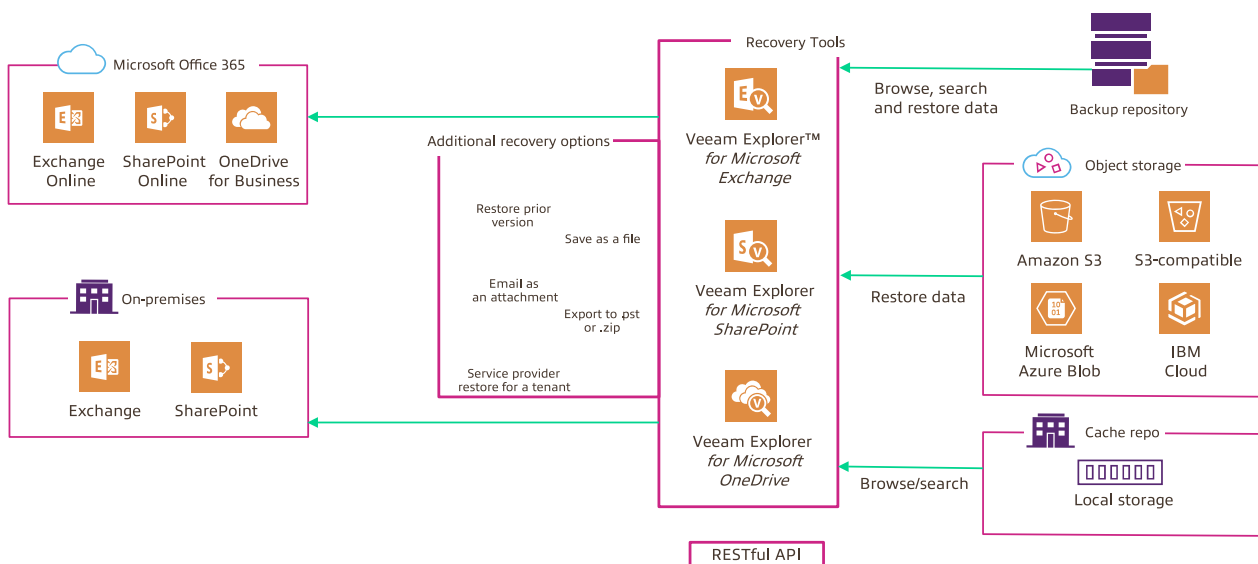 Microsoft Office 365
Exchange
Online
SharePoint
Online
OneDrive
for Business
On-premises
Exchange
SharePoint
Additional recovery options
Restore prior
version
Save as a file
Email as
an attachment
Export to .pst
or .zip
Service provider
restore for a tenant
Recovery Tools
Veeam Explorer™
for Microsoft
Exchange
Veeam Explorer
for Microsoft
SharePoint
Veeam Explorer
for Microsoft
OneDrive
RESTful API
Browse, search
and restore data
Backup repository
Restore data
Object storage
Amazon S3
S3-compatible
10
01
Microsoft
Azure Blob
IBM
Cloud
Browse/search
Cache repo
Local storage